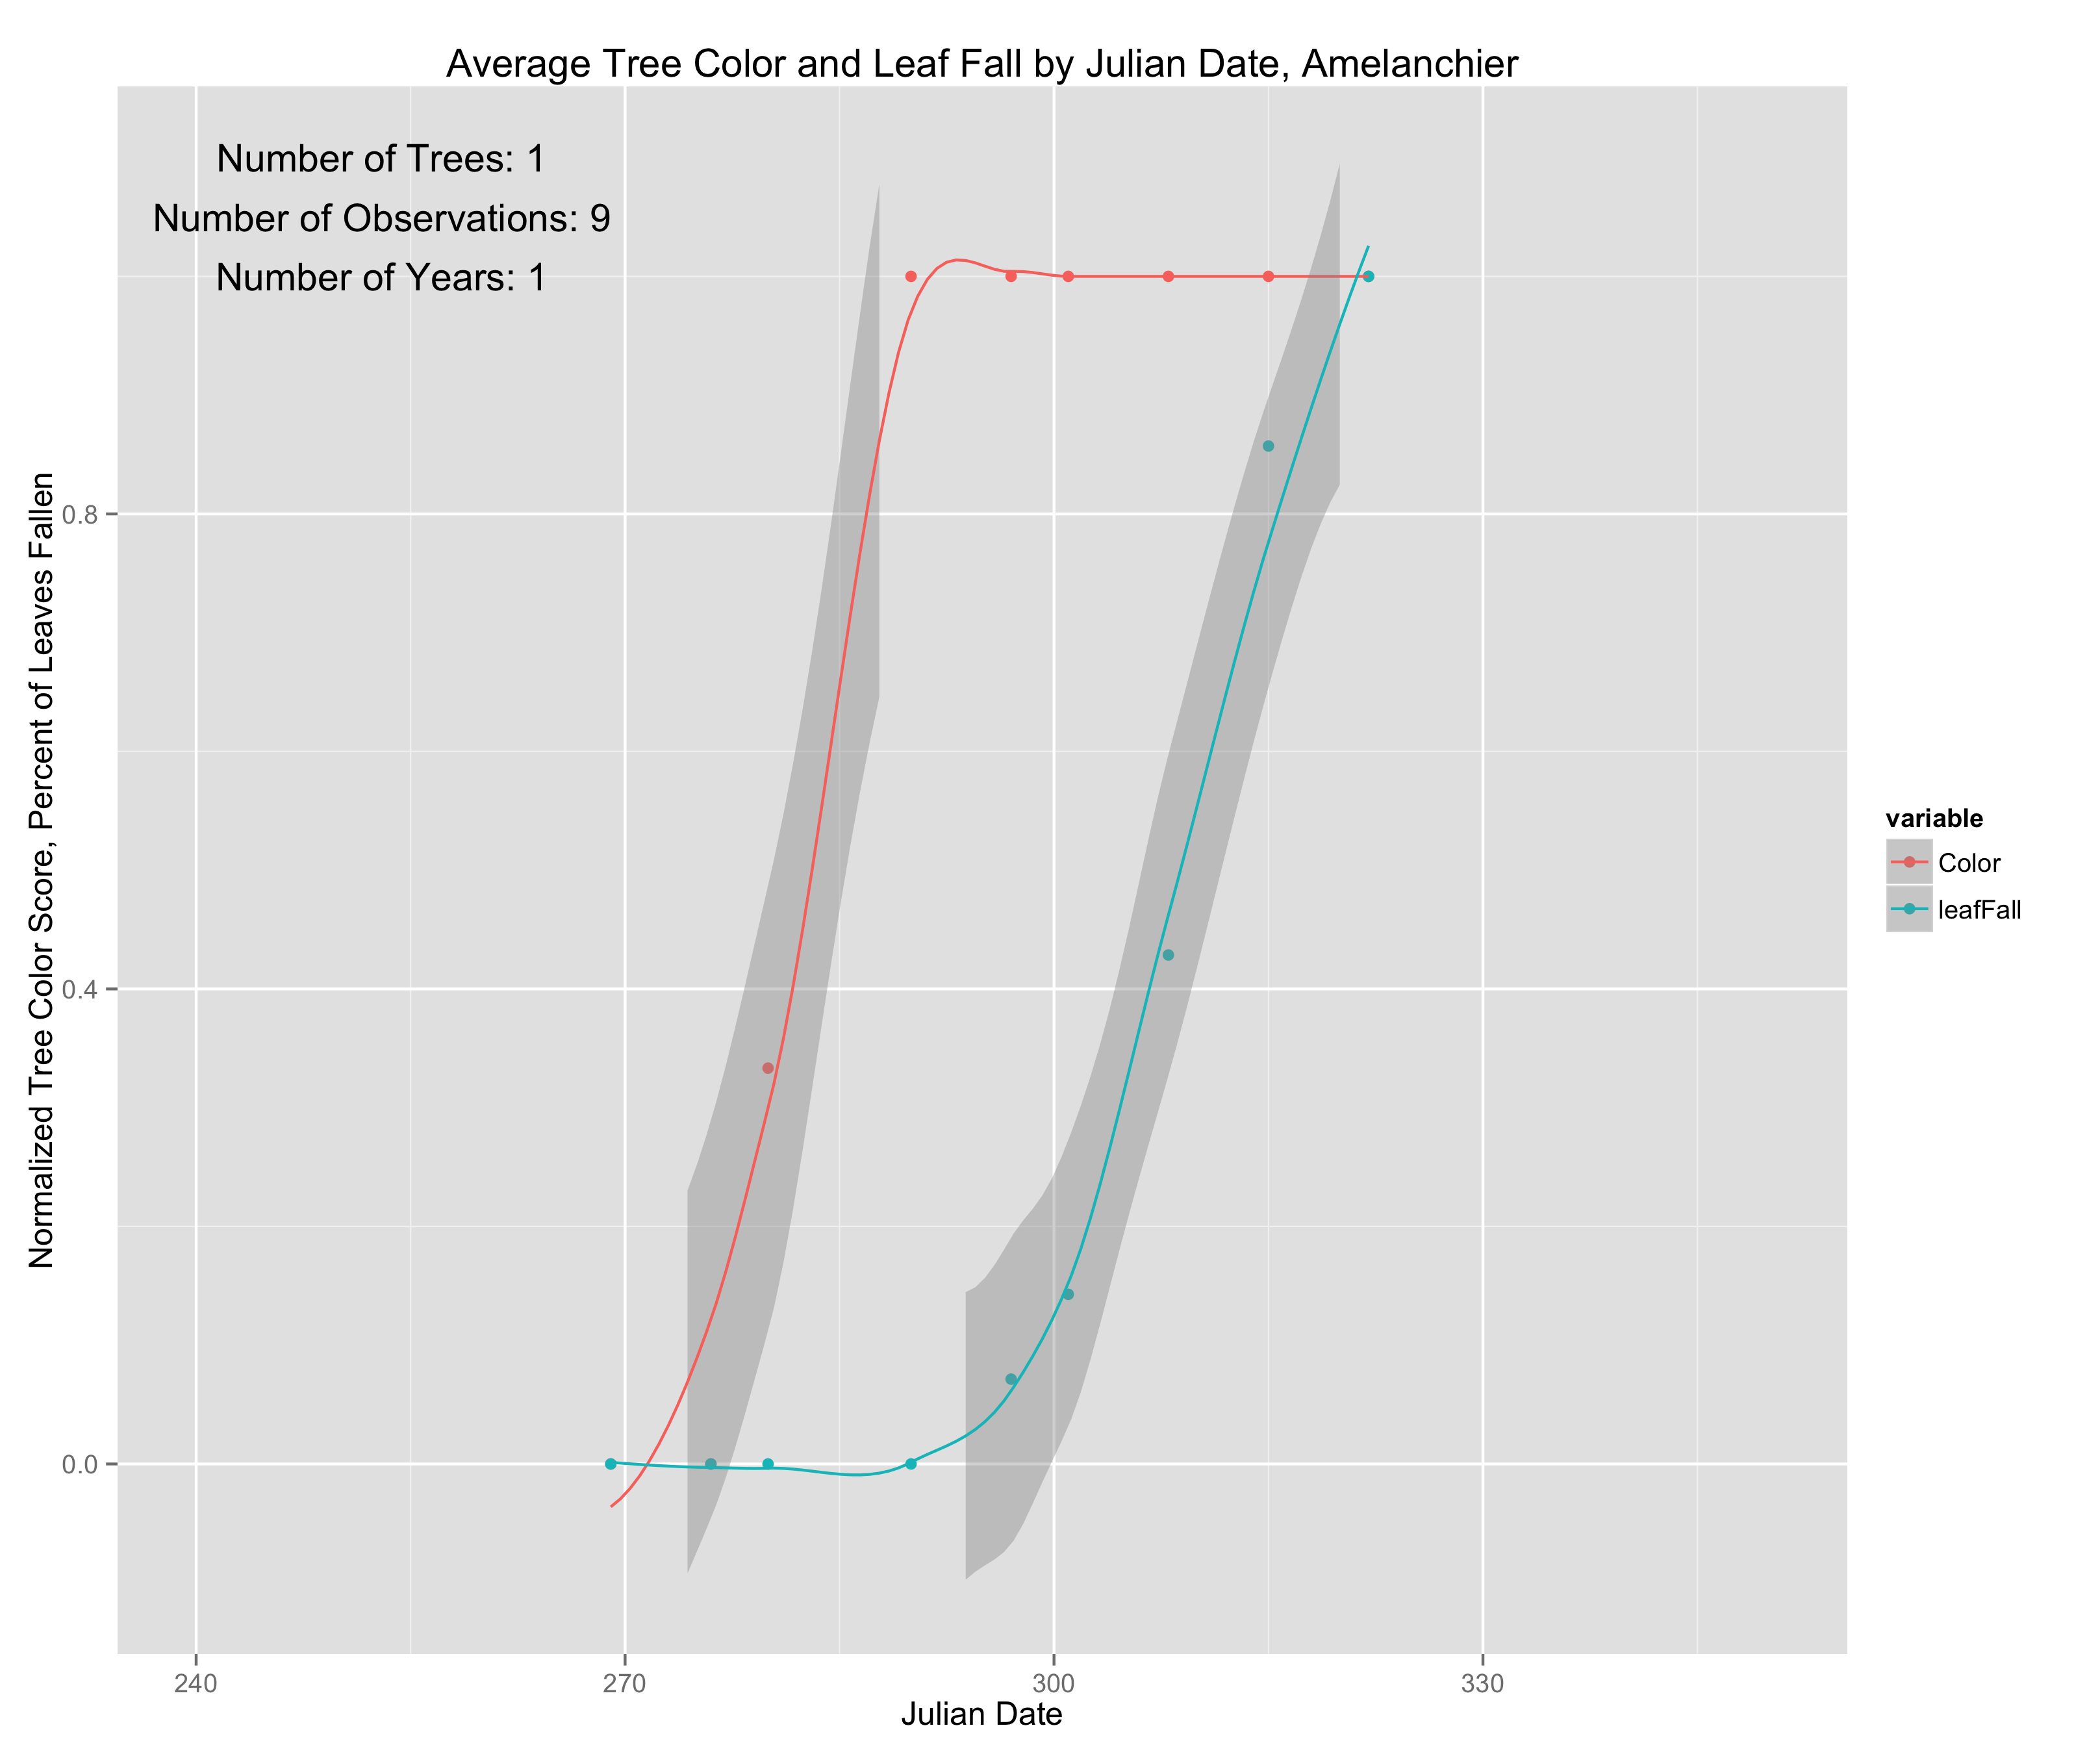 Average Tree Color and Leaf Fall by Julian Date, Amelanchier
Number of Trees: 1
Number of Observations: 9
Number of Years: 1
Normalized Tree Color Score, Percent of Leaves Fallen
0.8
0.4
0.0
240
270
300
330
Julian Date
variable
Color
leafFall